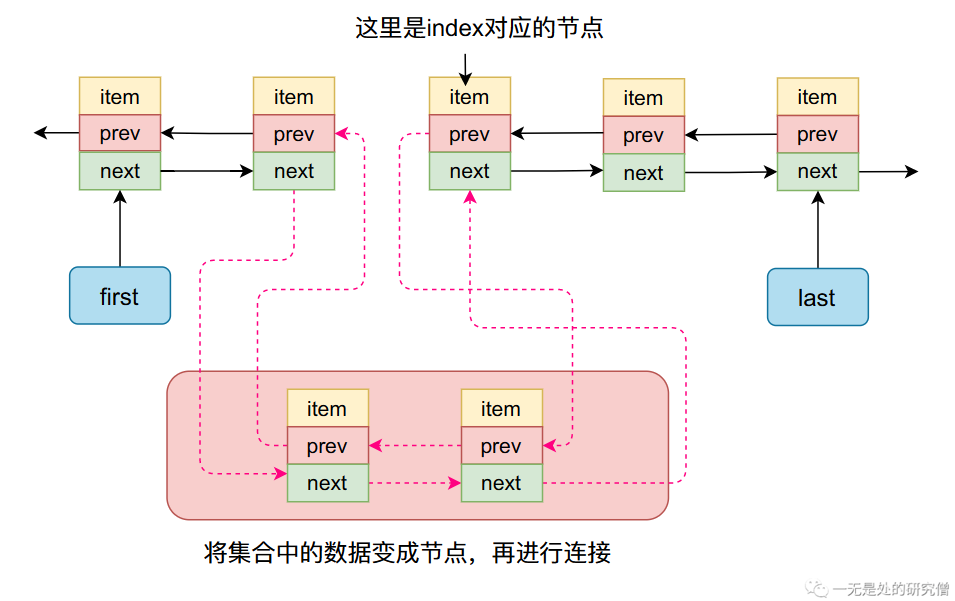 这里是index对应的节点
item item item item item
prev prev prev prev prev
next next next next next
first last
item item
prev prev
next next
将集合中的数据变成节点，再进行连接
一无是处的研究僧